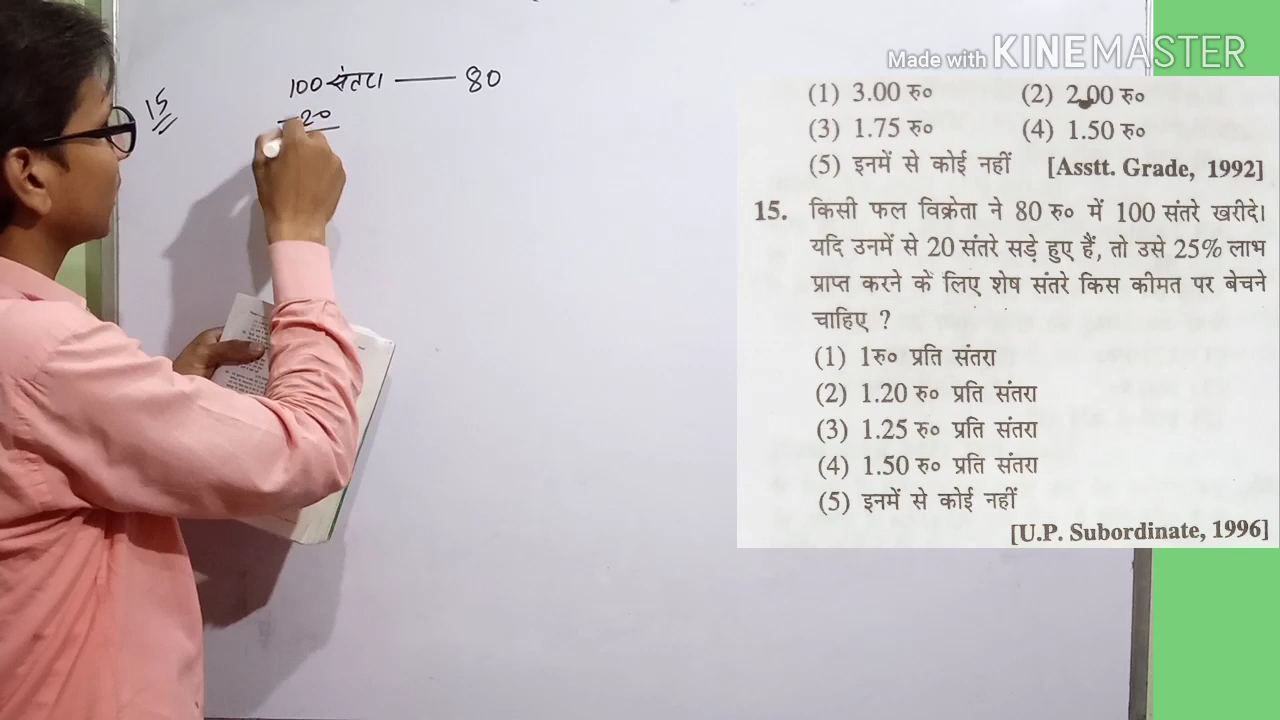 Made with KINEMASTER
15
100 संतरा —— 80
- 20
(1) 3.00 रु० (2) 2.00 रु०
(3) 1.75 रु० (4) 1.50 रु०
(5) इनमें से कोई नहीं [Asstt. Grade, 1992]
15. किसी फल विक्रेता ने 80 रु० में 100 संतरे खरीदे।
यदि उनमें से 20 संतरे सड़े हुए हैं, तो उसे 25% लाभ
प्राप्त करने के लिए शेष संतरे किस कीमत पर बेचने
चाहिए ?
(1) 1रु० प्रति संतरा
(2) 1.20 रु० प्रति संतरा
(3) 1.25 रु० प्रति संतरा
(4) 1.50 रु० प्रति संतरा
(5) इनमें से कोई नहीं
[U.P. Subordinate, 1996]